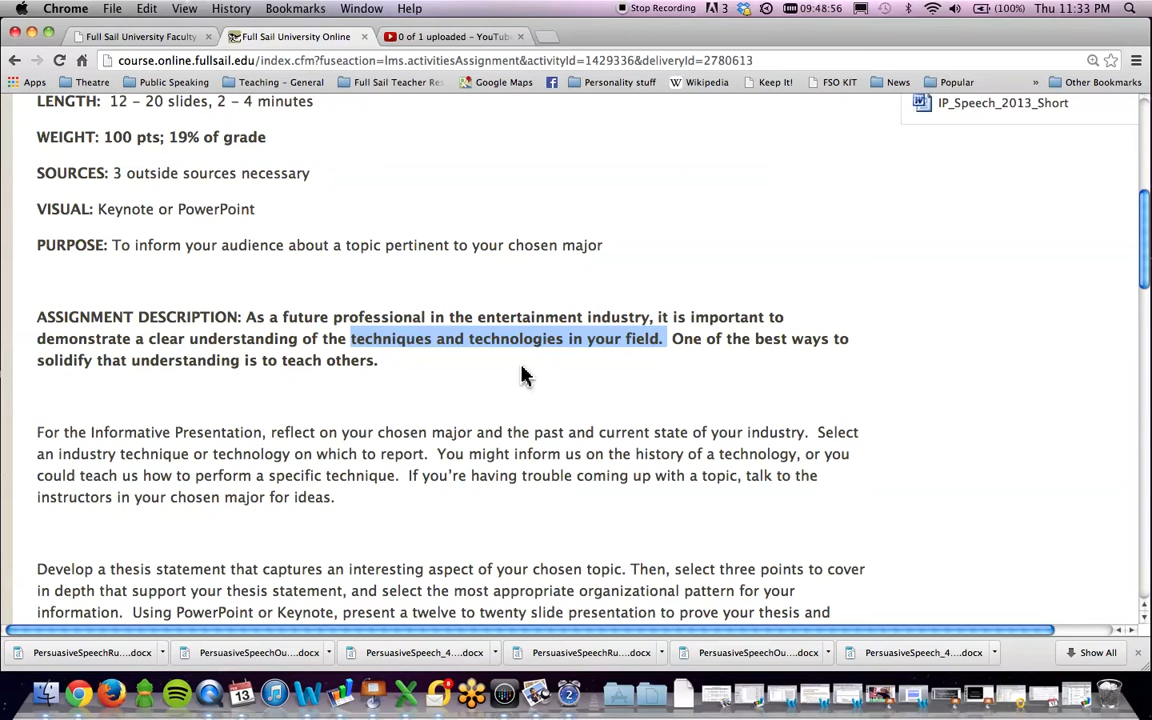 Chrome File Edit View History Bookmarks Window Help Stop Recording 3 09:48:56 (100%) Thu 11:33 PM
Full Sail University Faculty × Full Sail University Online × 0 of 1 uploaded - YouTube ×
course.online.fullsail.edu/index.cfm?fuseaction=lms.activitiesAssignment&activityId=1429336&deliveryId=2780613
Apps Theatre Public Speaking Teaching - General Full Sail Teacher Res Google Maps Personality stuff Wikipedia Keep It! FSO KIT News Popular » Other Bookmarks
LENGTH: 12 – 20 slides, 2 – 4 minutes
IP_Speech_2013_Short
WEIGHT: 100 pts; 19% of grade
SOURCES: 3 outside sources necessary
VISUAL: Keynote or PowerPoint
PURPOSE: To inform your audience about a topic pertinent to your chosen major
ASSIGNMENT DESCRIPTION: As a future professional in the entertainment industry, it is important to
demonstrate a clear understanding of the techniques and technologies in your field. One of the best ways to
solidify that understanding is to teach others.
For the Informative Presentation, reflect on your chosen major and the past and current state of your industry. Select
an industry technique or technology on which to report. You might inform us on the history of a technology, or you
could teach us how to perform a specific technique. If you're having trouble coming up with a topic, talk to the
instructors in your chosen major for ideas.
Develop a thesis statement that captures an interesting aspect of your chosen topic. Then, select three points to cover
in depth that support your thesis statement, and select the most appropriate organizational pattern for your
information. Using PowerPoint or Keynote, present a twelve to twenty slide presentation to prove your thesis and
PersuasiveSpeechRu....docx PersuasiveSpeechOu....docx PersuasiveSpeech_4....docx PersuasiveSpeechRu....docx PersuasiveSpeechOu....docx PersuasiveSpeech_4....docx Show All ×
13